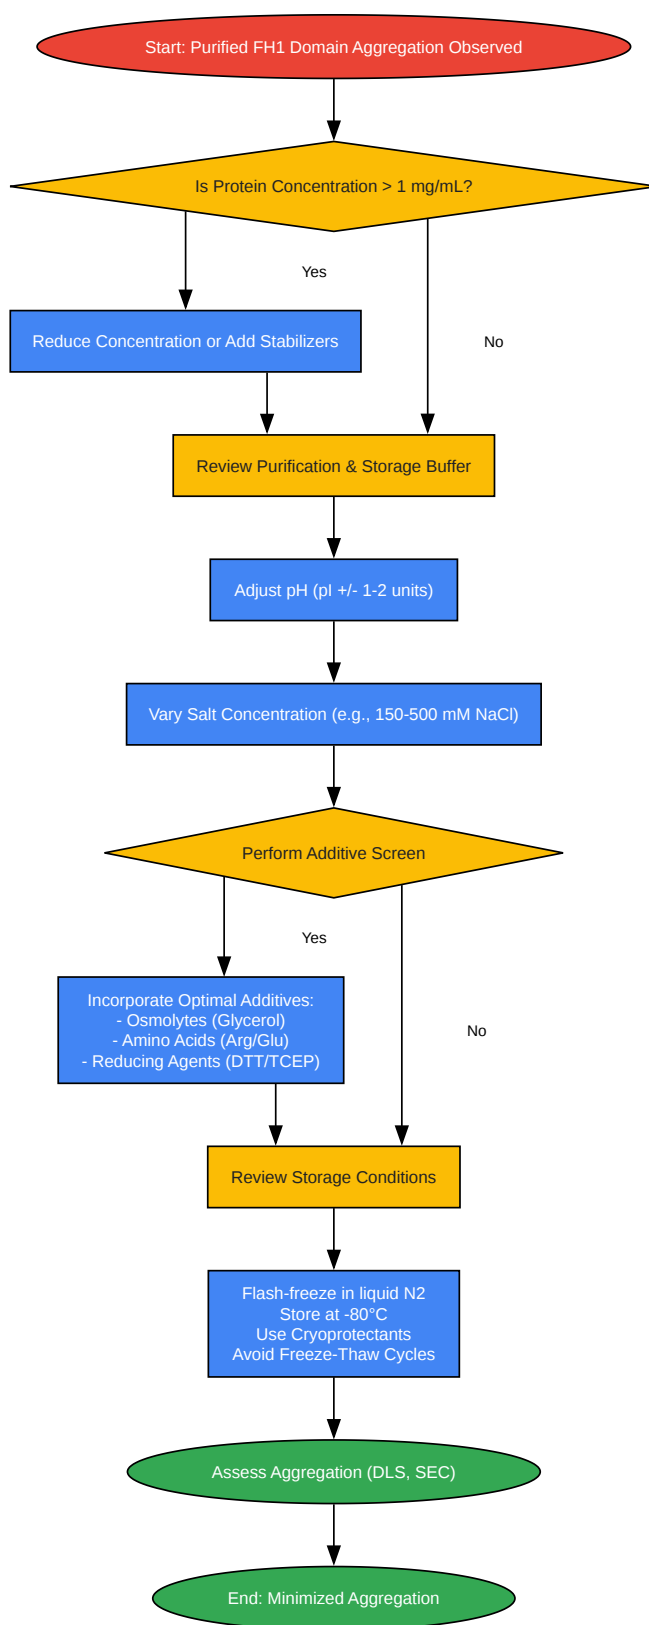 Start: Purified FH1 Domain Aggregation Observed
Is Protein Concentration > 1 mg/mL?
Yes
Reduce Concentration or Add Stabilizers
No
Review Purification & Storage Buffer
Adjust pH (pI +/- 1-2 units)
Vary Salt Concentration (e.g., 150-500 mM NaCl)
Perform Additive Screen
Yes
Incorporate Optimal Additives:
- Osmolytes (Glycerol)
- Amino Acids (Arg/Glu)
- Reducing Agents (DTT/TCEP)
No
Review Storage Conditions
Flash-freeze in liquid N2
Store at -80°C
Use Cryoprotectants
Avoid Freeze-Thaw Cycles
Assess Aggregation (DLS, SEC)
End: Minimized Aggregation